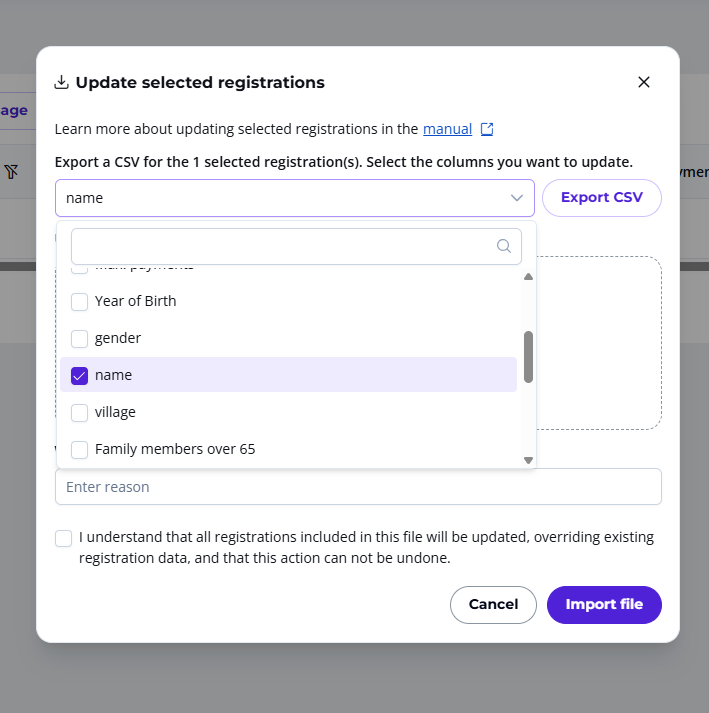 Update selected registrations
age
Learn more about updating selected registrations in the manual
Export a CSV for the 1 selected registration(s). Select the columns you want to update.
name
Export CSV
Year of Birth
gender
name
village
Family members over 65
Enter reason
I understand that all registrations included in this file will be updated, overriding existing
registration data, and that this action can not be undone.
Cancel
Import file